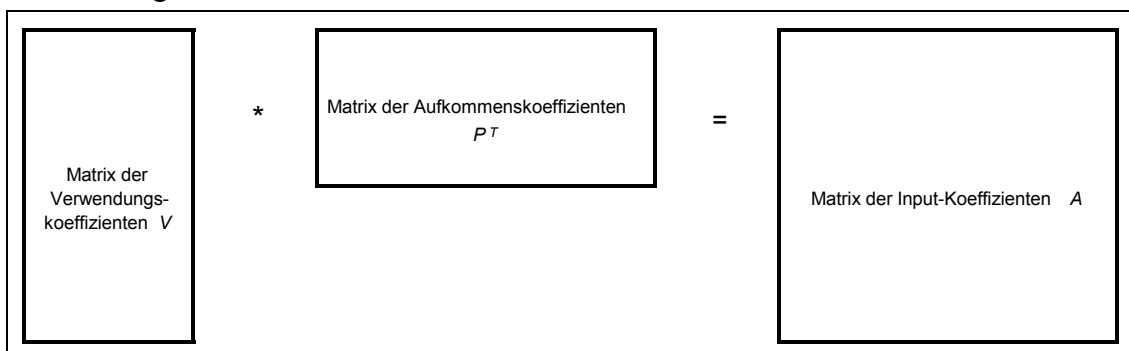 *
Matrix der Aufkommenskoeffizienten
P T
=
Matrix der
Verwendungs-
koeffizienten V
Matrix der Input-Koeffizienten A